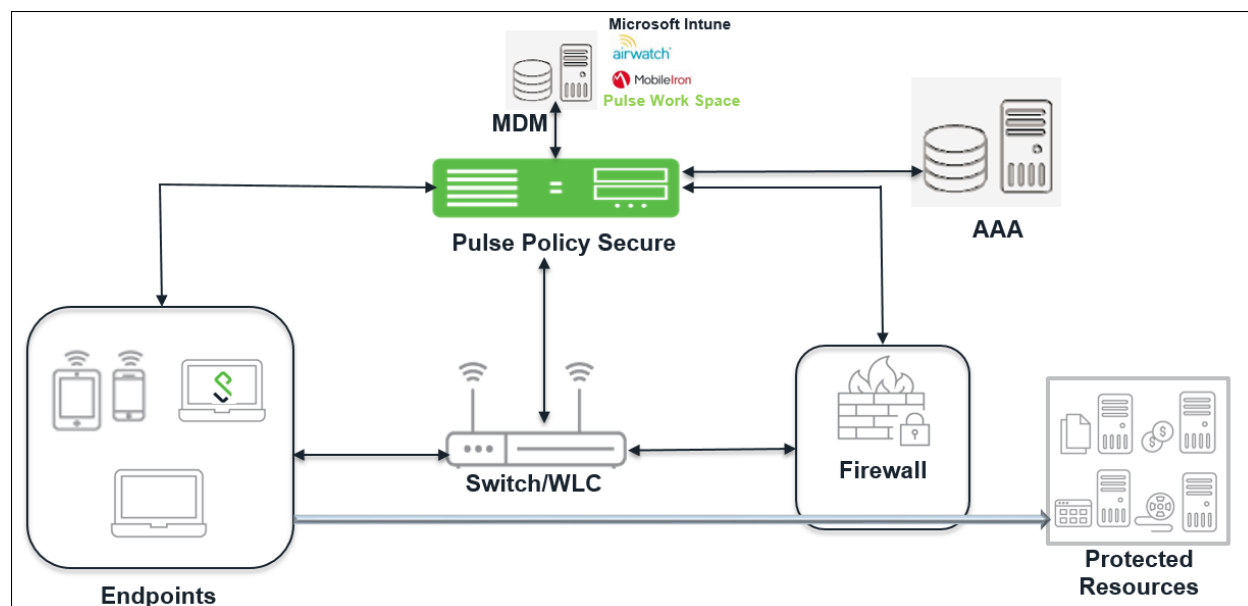 Microsoft Intune
airwatch
MobileIron
Pulse Work Space
MDM
AAA
Pulse Policy Secure
Switch/WLC
Firewall
Protected
Resources
Endpoints